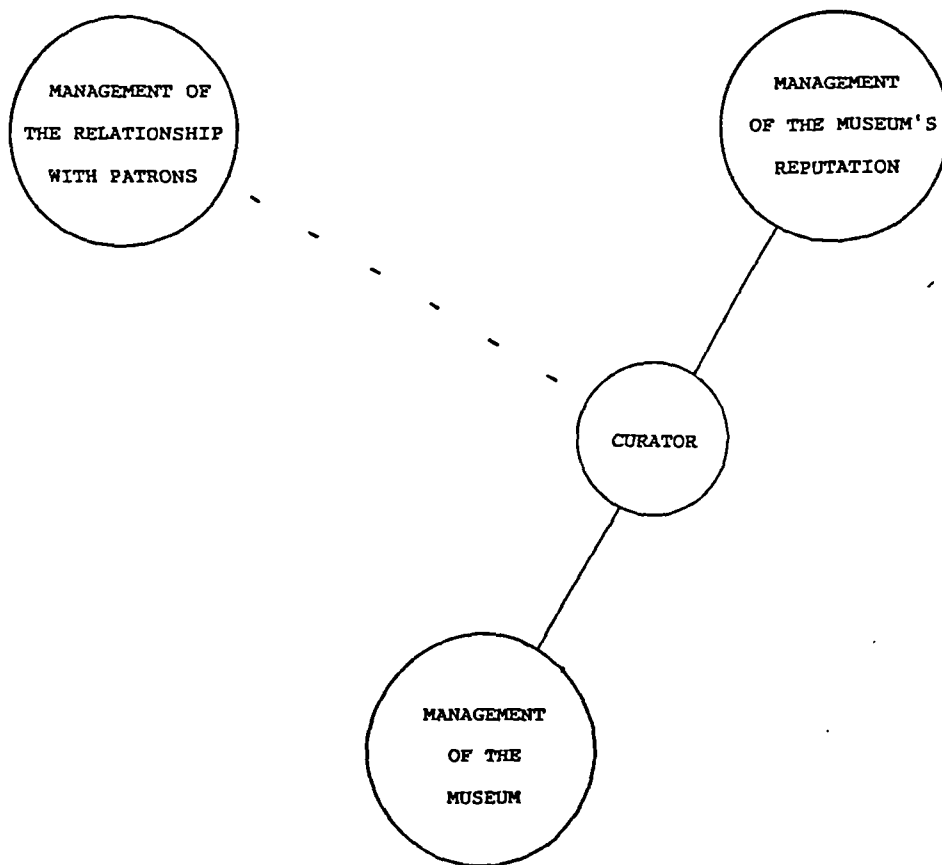 MANAGEMENT OF
THE RELATIONSHIP
WITH PATRONS
MANAGEMENT
OF THE MUSEUM'S
REPUTATION
CURATOR
MANAGEMENT
OF THE
MUSEUM